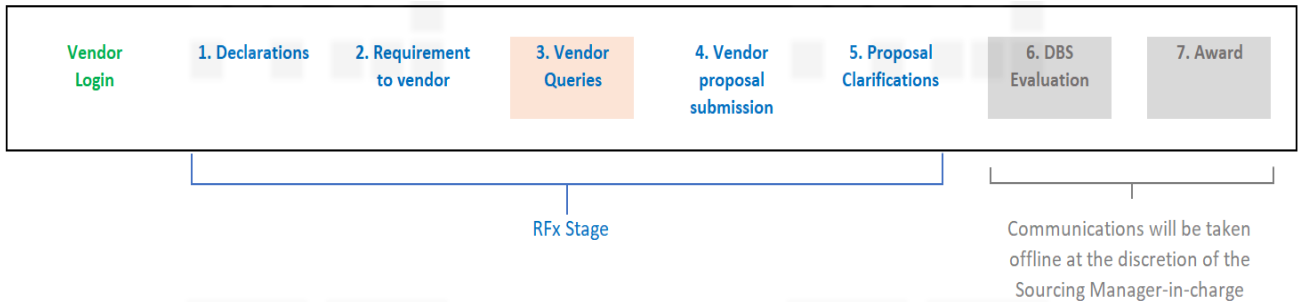 Vendor
Login
1. Declarations
2. Requirement
to vendor
3. Vendor
Queries
4. Vendor
proposal
submission
5. Proposal
Clarifications
6. DBS
Evaluation
7. Award
RFx Stage
Communications will be taken
offline at the discretion of the
Sourcing Manager-in-charge